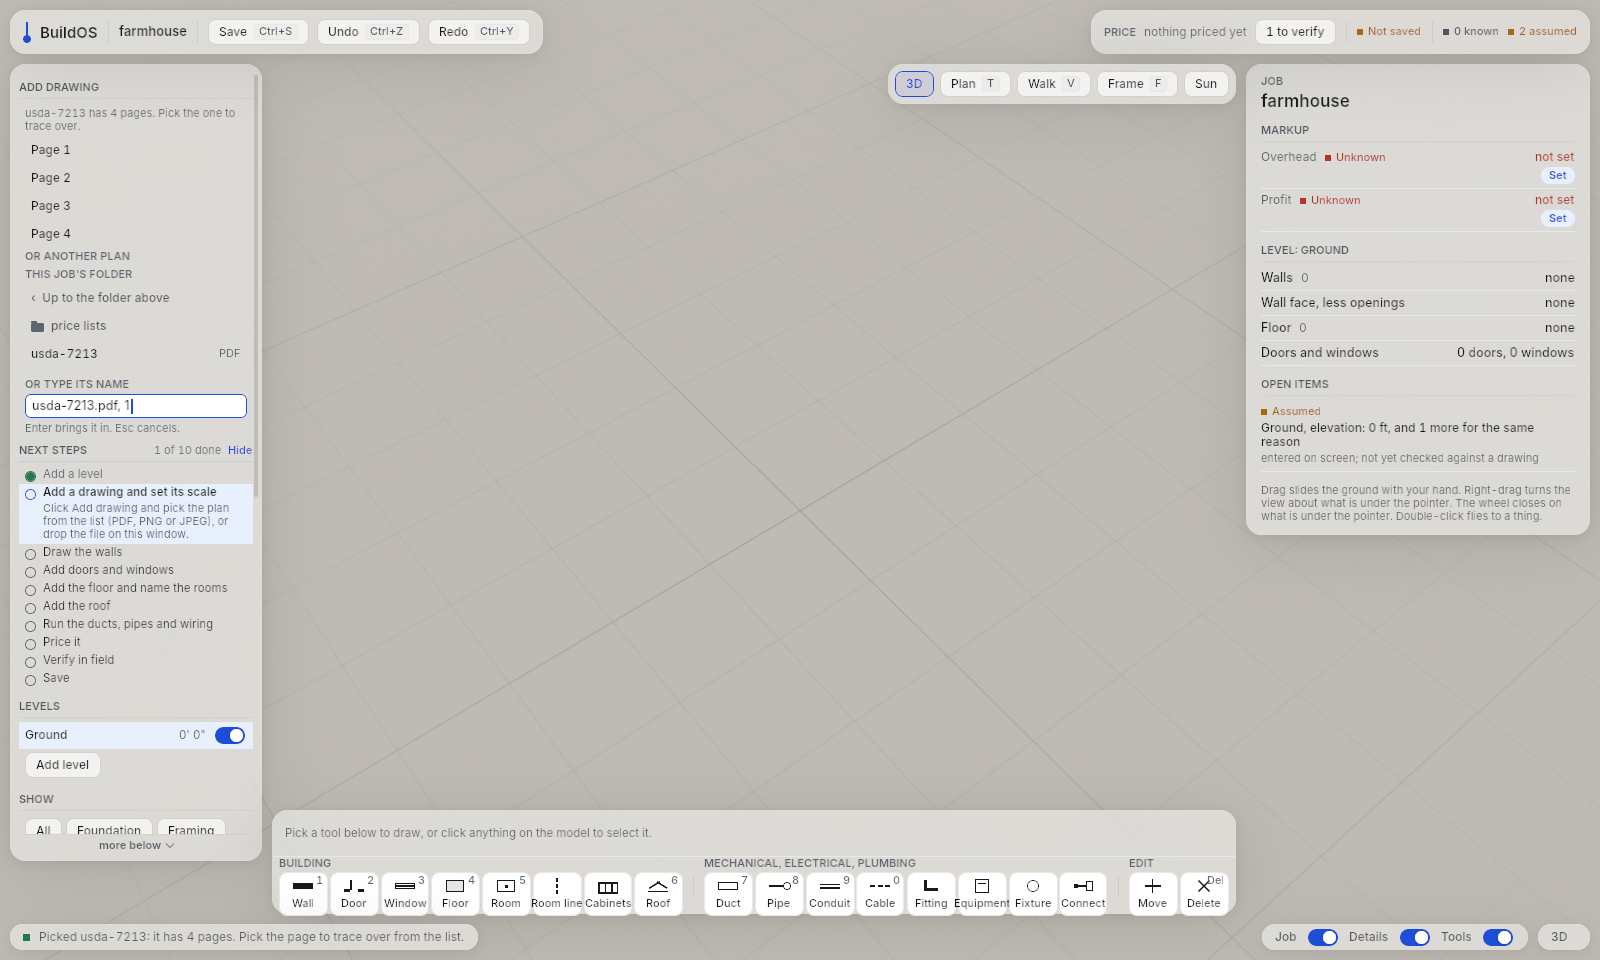 BuildOS farmhouse Save Ctrl+S Undo Ctrl+Z Redo Ctrl+Y
PRICE nothing priced yet 1 to verify Not saved 0 known 2 assumed
3D Plan T Walk V Frame F Sun
ADD DRAWING
usda-7213 has 4 pages. Pick the one to
trace over.
Page 1
Page 2
Page 3
Page 4
OR ANOTHER PLAN
THIS JOB'S FOLDER
‹ Up to the folder above
price lists
usda-7213 PDF
OR TYPE ITS NAME
usda-7213.pdf, 1
Enter brings it in. Esc cancels.
NEXT STEPS 1 of 10 done Hide
Add a level
Add a drawing and set its scale
Click Add drawing and pick the plan
from the list (PDF, PNG or JPEG), or
drop the file on this window.
Draw the walls
Add doors and windows
Add the floor and name the rooms
Add the roof
Run the ducts, pipes and wiring
Price it
Verify in field
Save
LEVELS
Ground 0' 0"
Add level
SHOW
All Foundation Framing
more below
JOB
farmhouse
MARKUP
Overhead Unknown not set
Set
Profit Unknown not set
Set
LEVEL: GROUND
Walls 0 none
Wall face, less openings none
Floor 0 none
Doors and windows 0 doors, 0 windows
OPEN ITEMS
Assumed
Ground, elevation: 0 ft, and 1 more for the same
reason
entered on screen; not yet checked against a drawing
Drag slides the ground with your hand. Right-drag turns the
view about what is under the pointer. The wheel closes on
what is under the pointer. Double-click flies to a thing.
Pick a tool below to draw, or click anything on the model to select it.
BUILDING MECHANICAL, ELECTRICAL, PLUMBING EDIT
1 2 3 4 5 6 7 8 9 0 Del
Wall Door Window Floor Room Room line Cabinets Roof Duct Pipe Conduit Cable Fitting Equipment Fixture Connect Move Delete
Picked usda-7213: it has 4 pages. Pick the page to trace over from the list.
Job Details Tools 3D